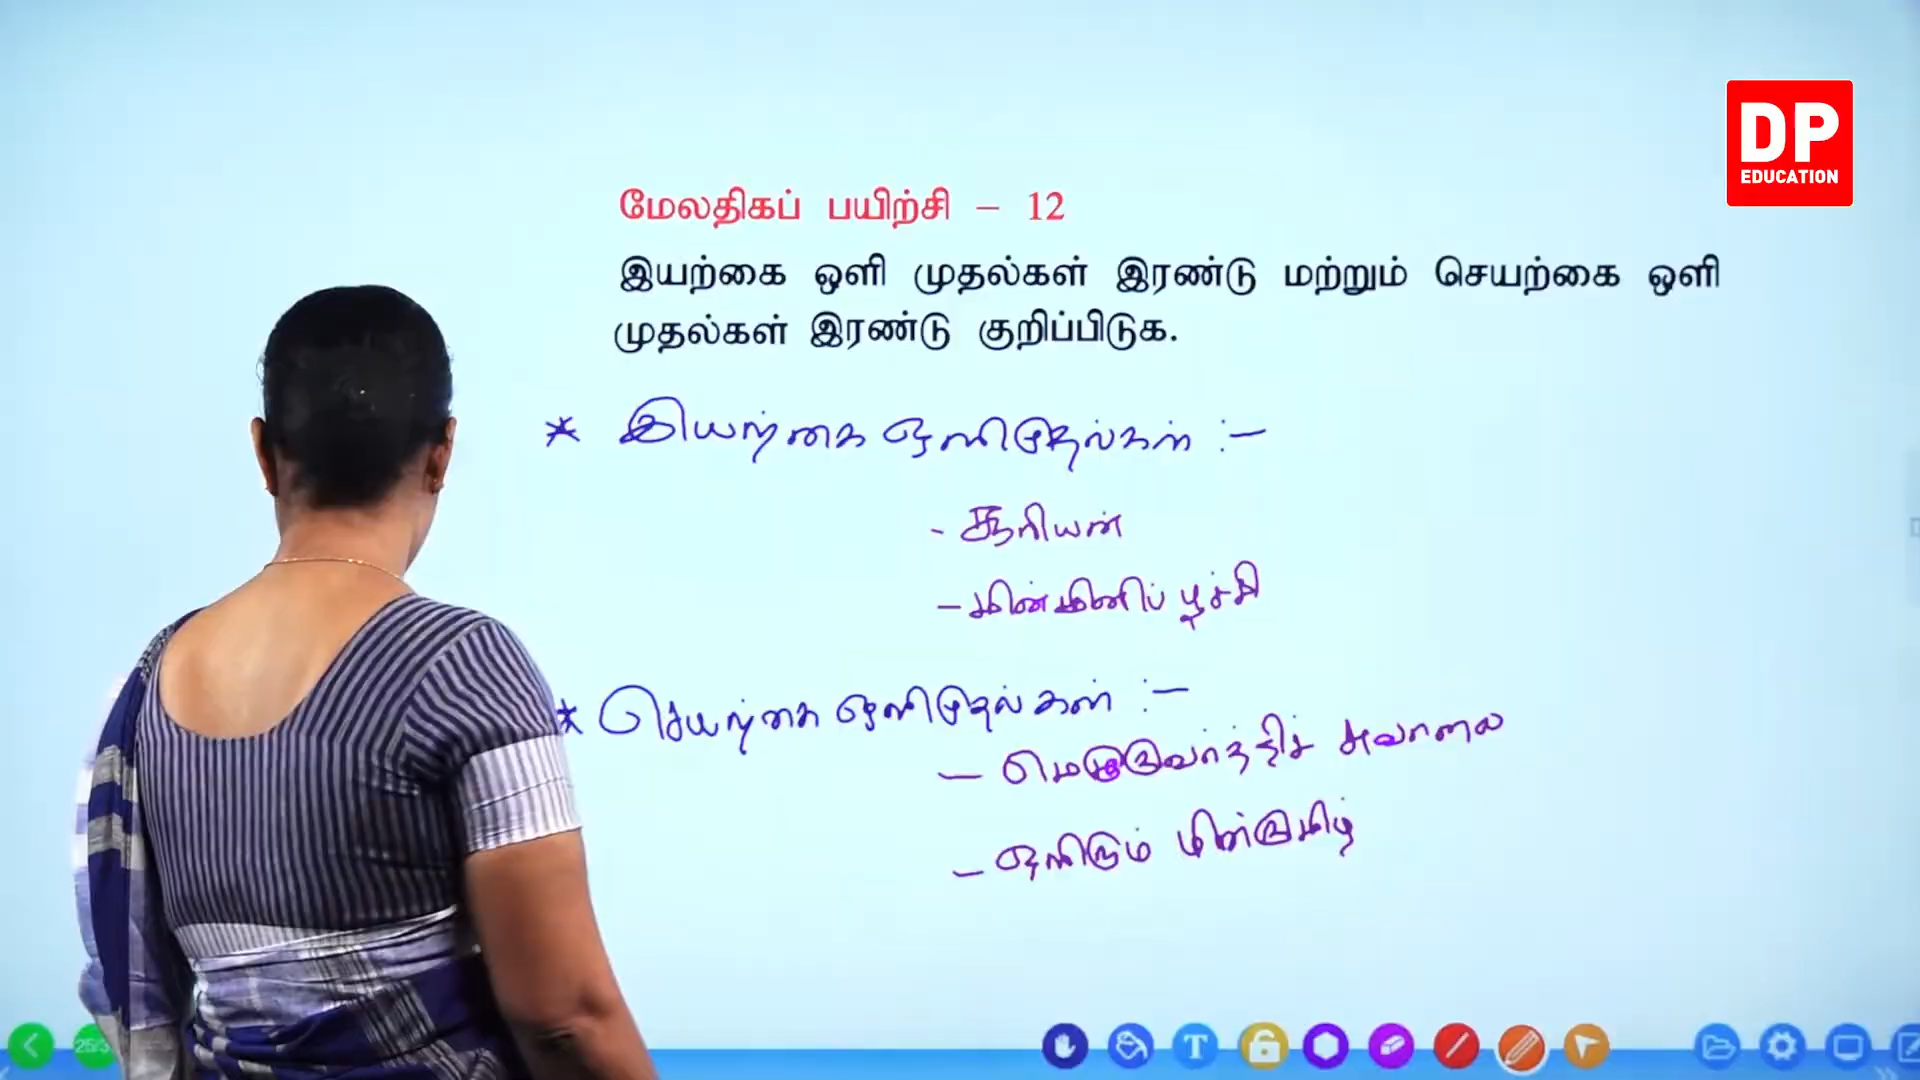 DP
EDUCATION
மேலதிகப் பயிற்சி – 12
இயற்கை ஒளி முதல்கள் இரண்டு மற்றும் செயற்கை ஒளி
முதல்கள் இரண்டு குறிப்பிடுக.
* இயற்கை ஒளிமுதல்கள் :–
- சூரியன்
– மின்மினிப் பூச்சி
* செயற்கை ஒளிமுதல்கள் :–
– மெழுகுவர்த்திச் சுவாலை
– ஒளிரும் மின்குமிழ்